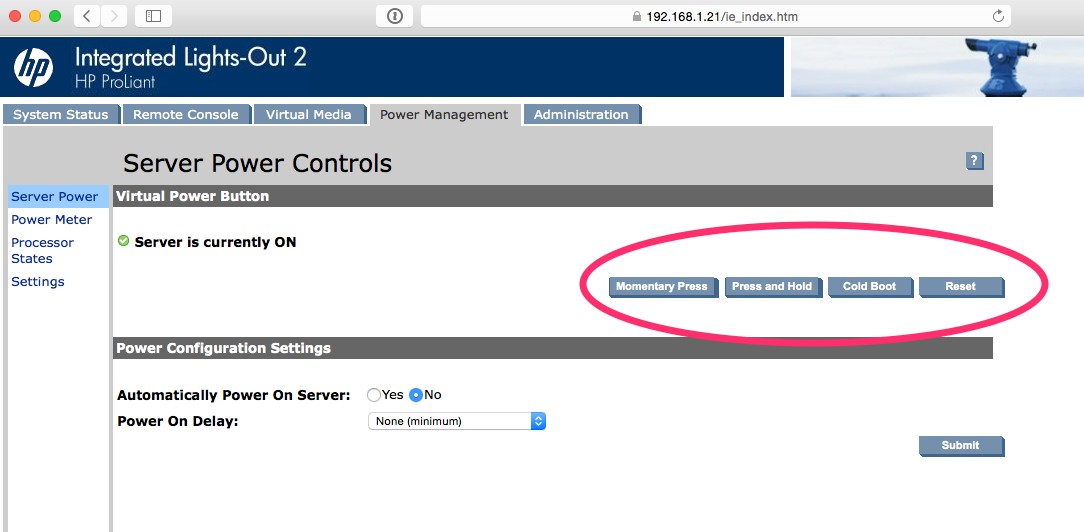 192.168.1.21/ie_index.htm
hp
Integrated Lights-Out 2
HP ProLiant
System Status Remote Console Virtual Media Power Management Administration
Server Power Controls
?
Server Power
Virtual Power Button
Power Meter
Processor
States
Settings
Server is currently ON
Momentary Press Press and Hold Cold Boot Reset
Power Configuration Settings
Automatically Power On Server: Yes No
Power On Delay: None (minimum)
Submit